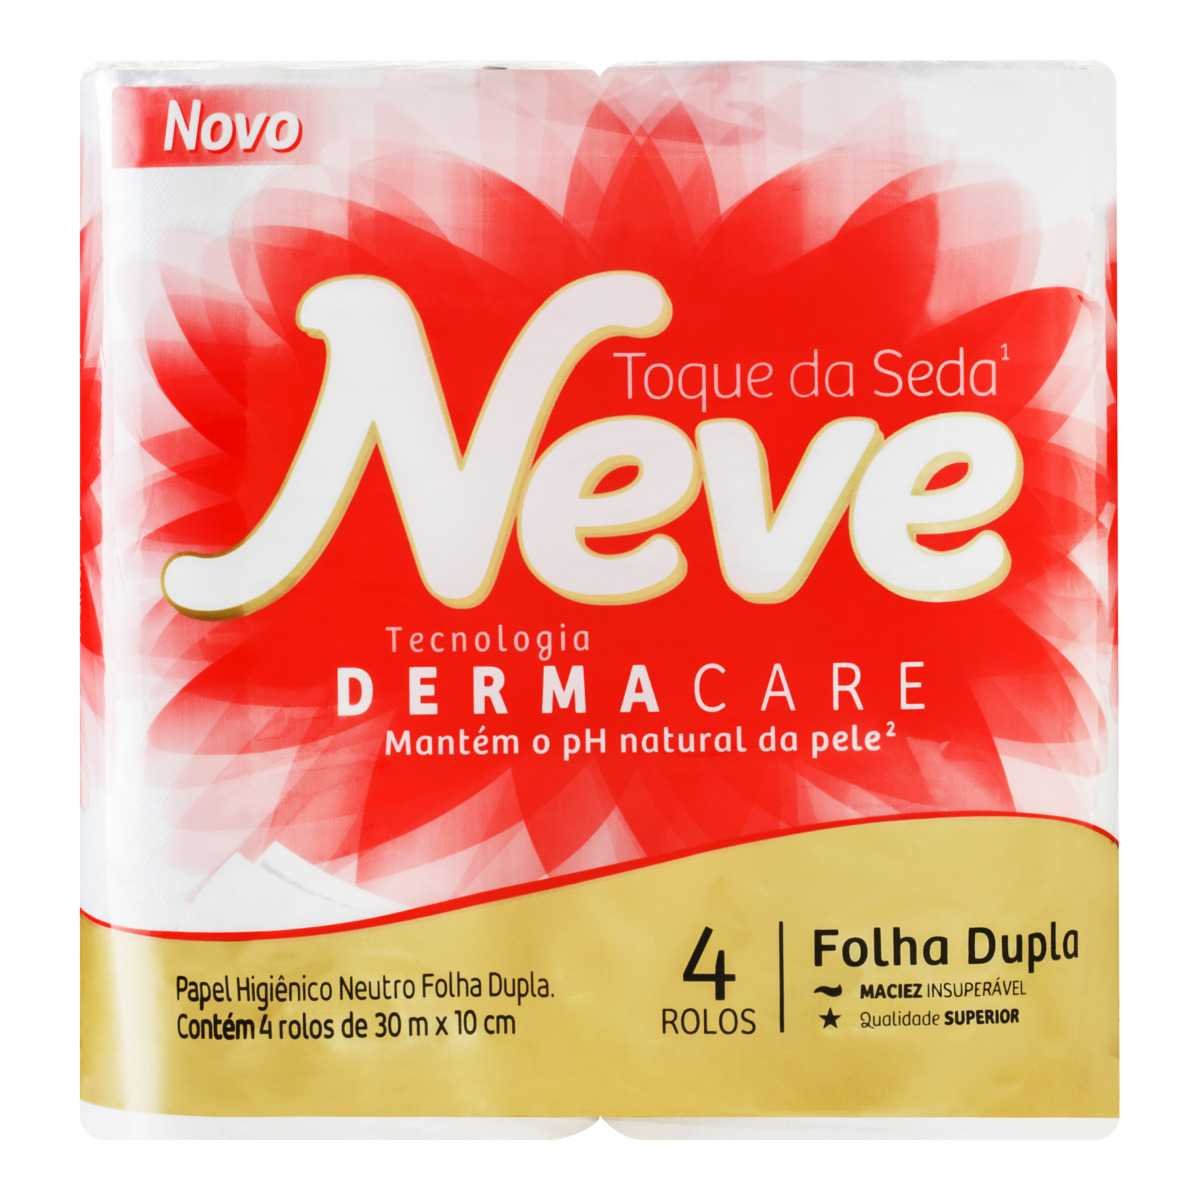 Novo
Toque da Seda¹
Neve
Tecnologia
DERMACARE
Mantém o pH natural da pele²
Papel Higiênico Neutro Folha Dupla.
Contém 4 rolos de 30 m x 10 cm
4
ROLOS
Folha Dupla
MACIEZ INSUPERÁVEL
Qualidade SUPERIOR